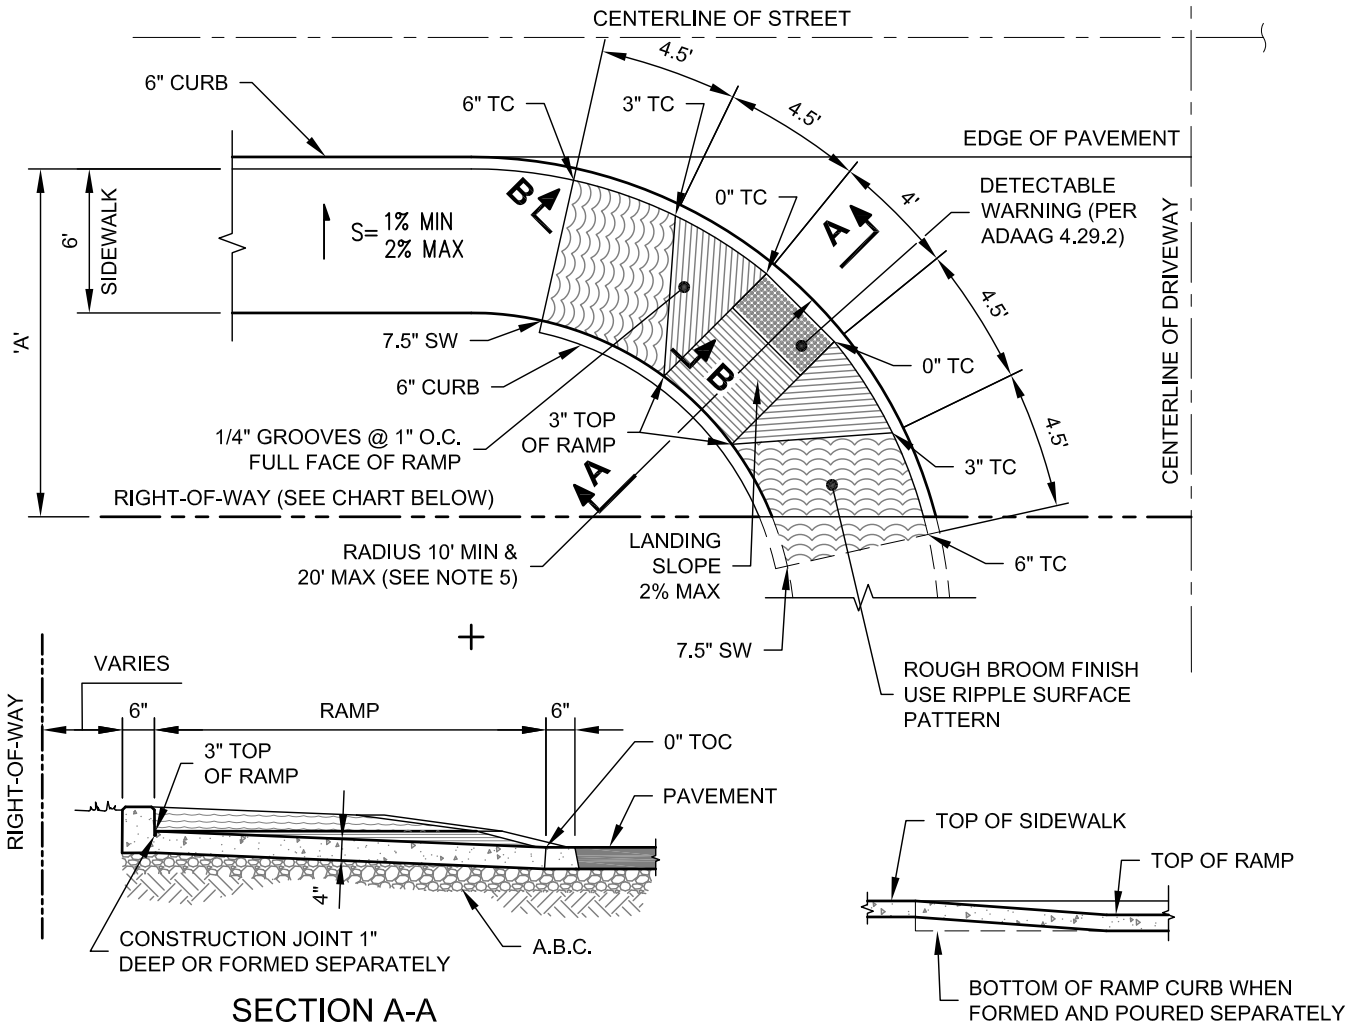 CENTERLINE OF STREET
4.5'
6" CURB
6" TC
3" TC
4.5'
EDGE OF PAVEMENT
DETECTABLE
WARNING (PER
ADAAG 4.29.2)
B
0" TC
4'
A
6'
SIDEWALK
S= 1% MIN
2% MAX
CENTERLINE OF DRIVEWAY
4.5'
'A'
7.5" SW
B
0" TC
6" CURB
3" TOP
OF RAMP
4.5'
1/4" GROOVES @ 1" O.C.
FULL FACE OF RAMP
A
3" TC
RIGHT-OF-WAY (SEE CHART BELOW)
RADIUS 10' MIN &
20' MAX (SEE NOTE 5)
LANDING
SLOPE
2% MAX
6" TC
7.5" SW
ROUGH BROOM FINISH
USE RIPPLE SURFACE
PATTERN
VARIES
RIGHT-OF-WAY
6"
RAMP
6"
3" TOP
OF RAMP
0" TOC
PAVEMENT
4"
CONSTRUCTION JOINT 1"
DEEP OR FORMED SEPARATELY
A.B.C.
SECTION A-A
TOP OF SIDEWALK
TOP OF RAMP
BOTTOM OF RAMP CURB WHEN
FORMED AND POURED SEPARATELY